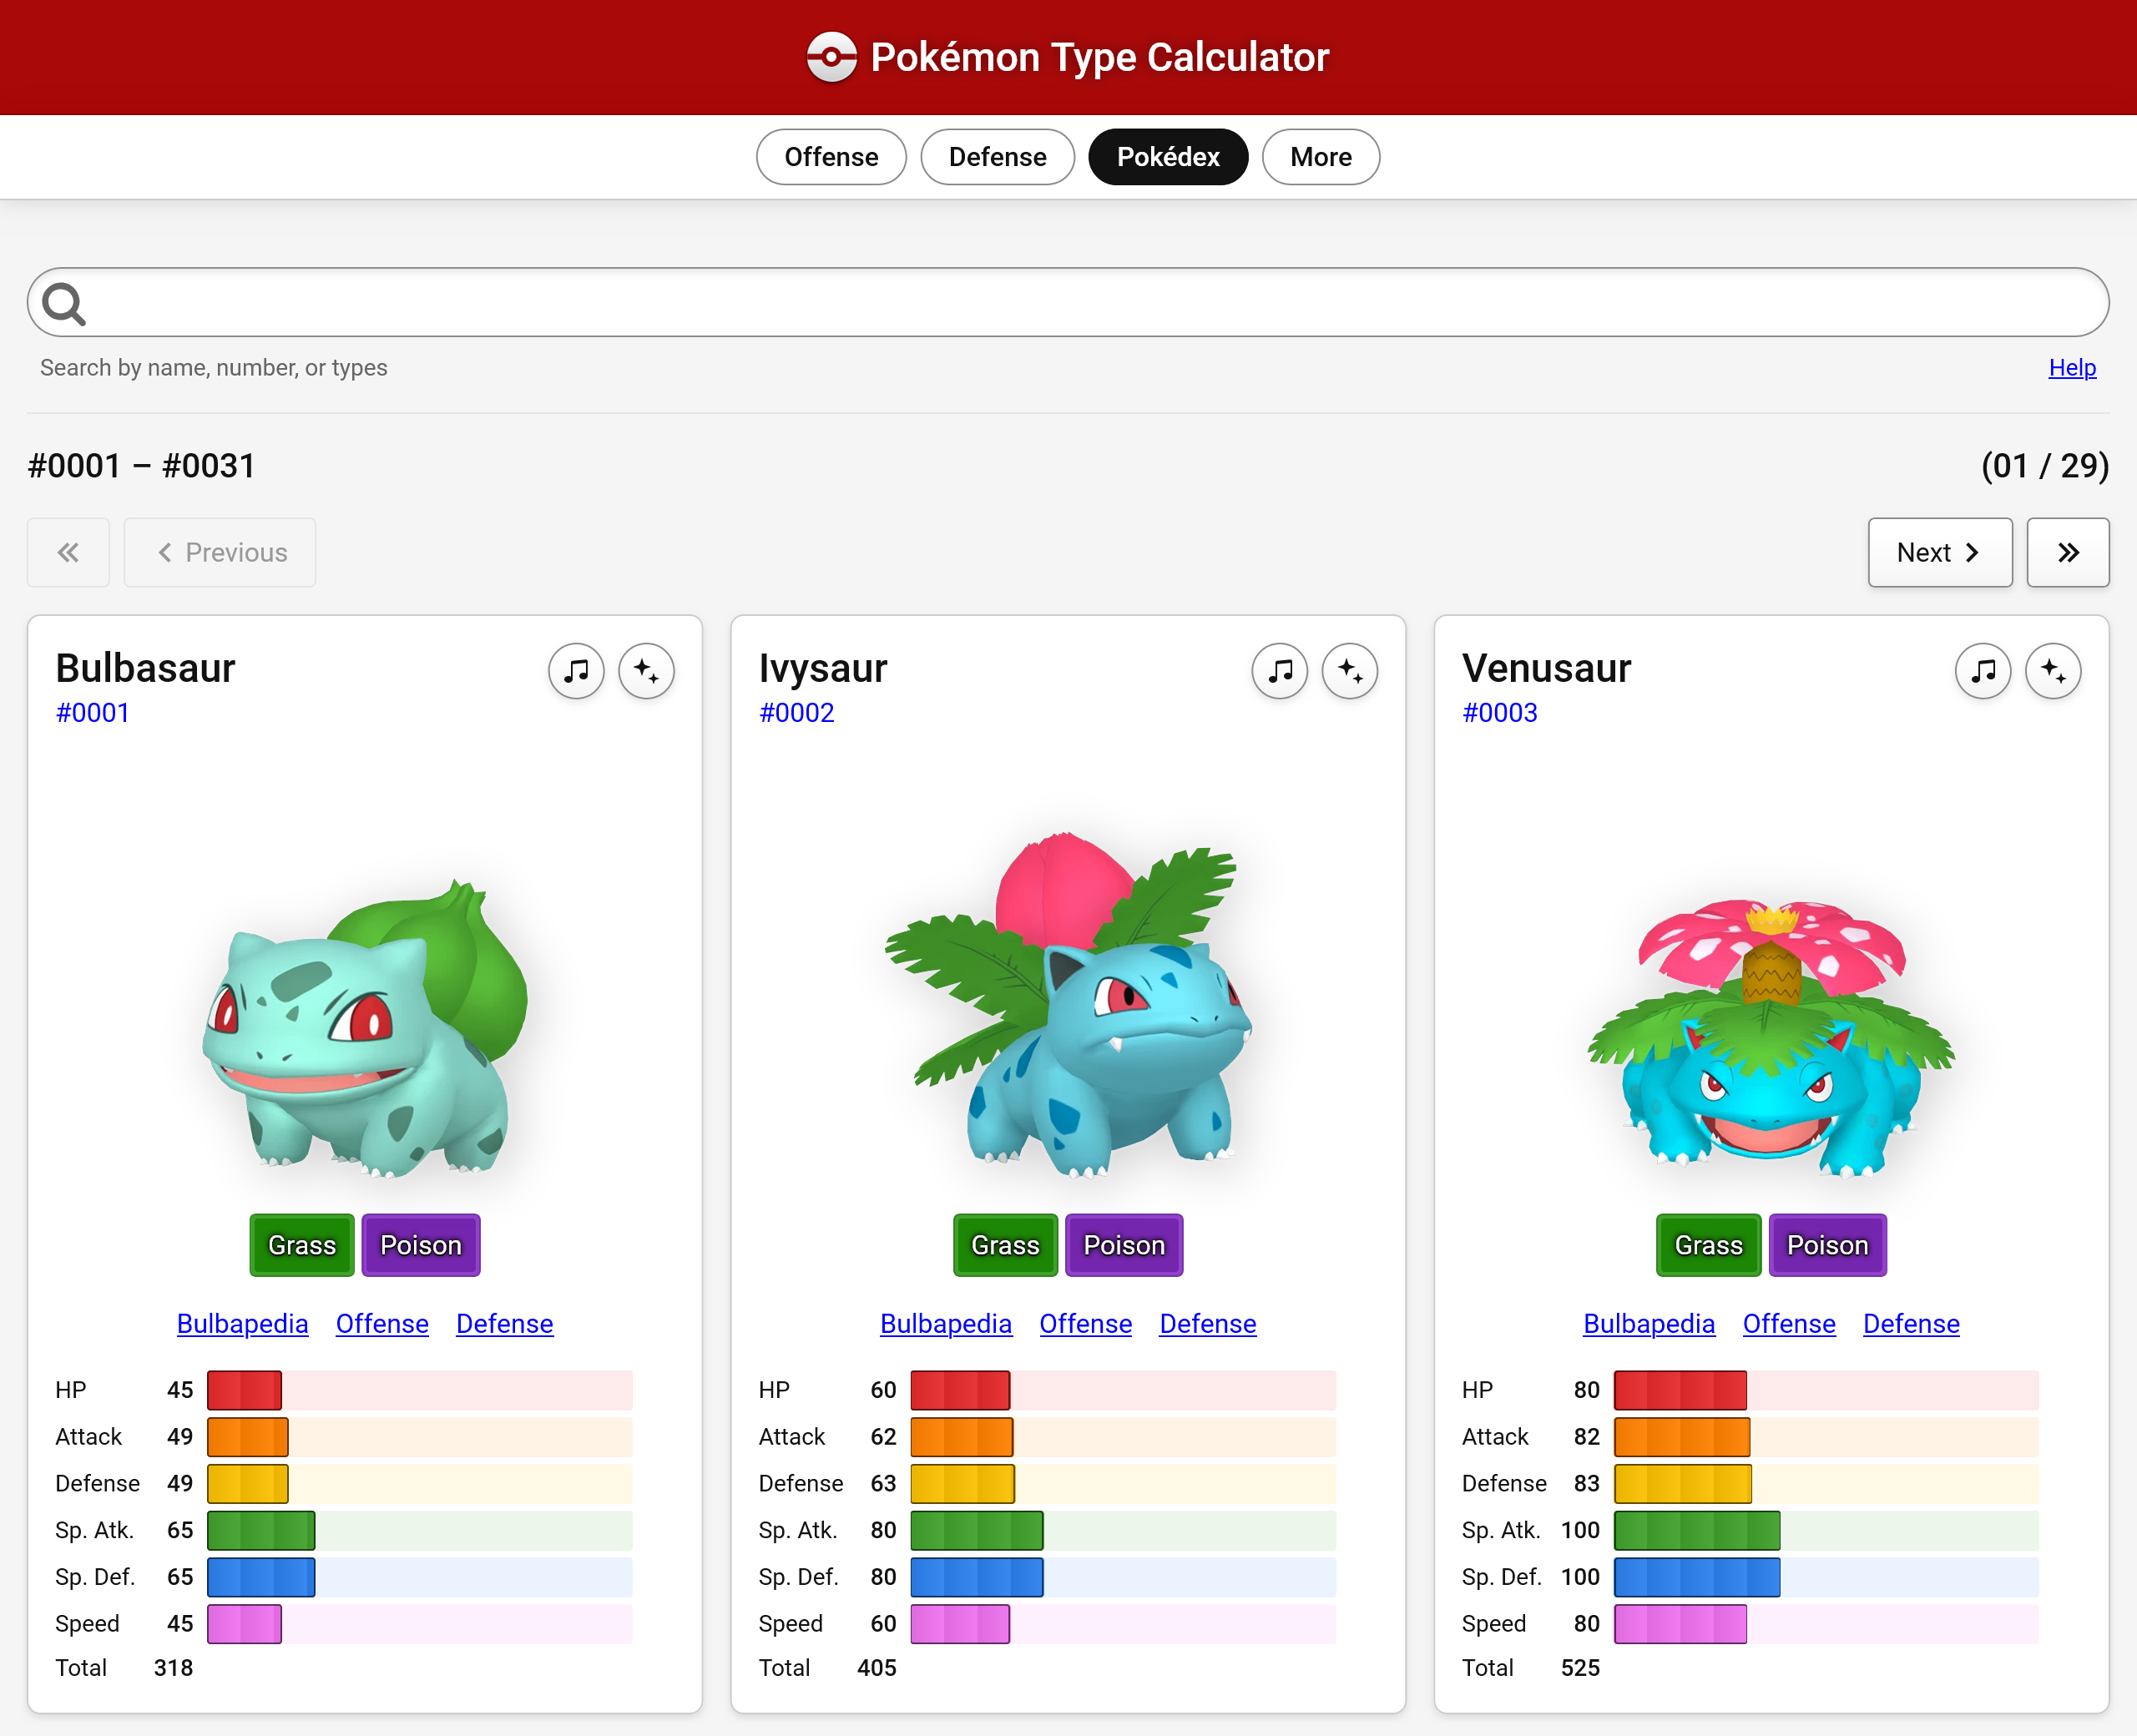 Pokémon Type Calculator
Offense Defense Pokédex More
Search by name, number, or types Help
#0001 – #0031 (01 / 29)
Previous Next
Bulbasaur
#0001
Grass Poison
Bulbapedia Offense Defense
HP 45
Attack 49
Defense 49
Sp. Atk. 65
Sp. Def. 65
Speed 45
Total 318
Ivysaur
#0002
Grass Poison
Bulbapedia Offense Defense
HP 60
Attack 62
Defense 63
Sp. Atk. 80
Sp. Def. 80
Speed 60
Total 405
Venusaur
#0003
Grass Poison
Bulbapedia Offense Defense
HP 80
Attack 82
Defense 83
Sp. Atk. 100
Sp. Def. 100
Speed 80
Total 525